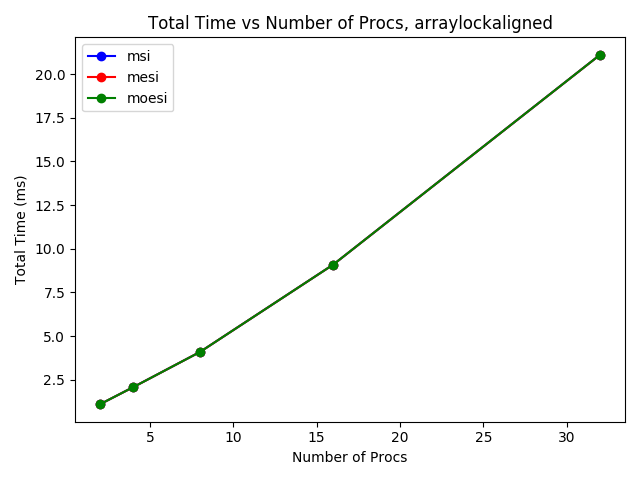 Total Time vs Number of Procs, arraylockaligned
msi
mesi
moesi
20.0
17.5
15.0
12.5
10.0
7.5
5.0
2.5
Total Time (ms)
5 10 15 20 25 30
Number of Procs